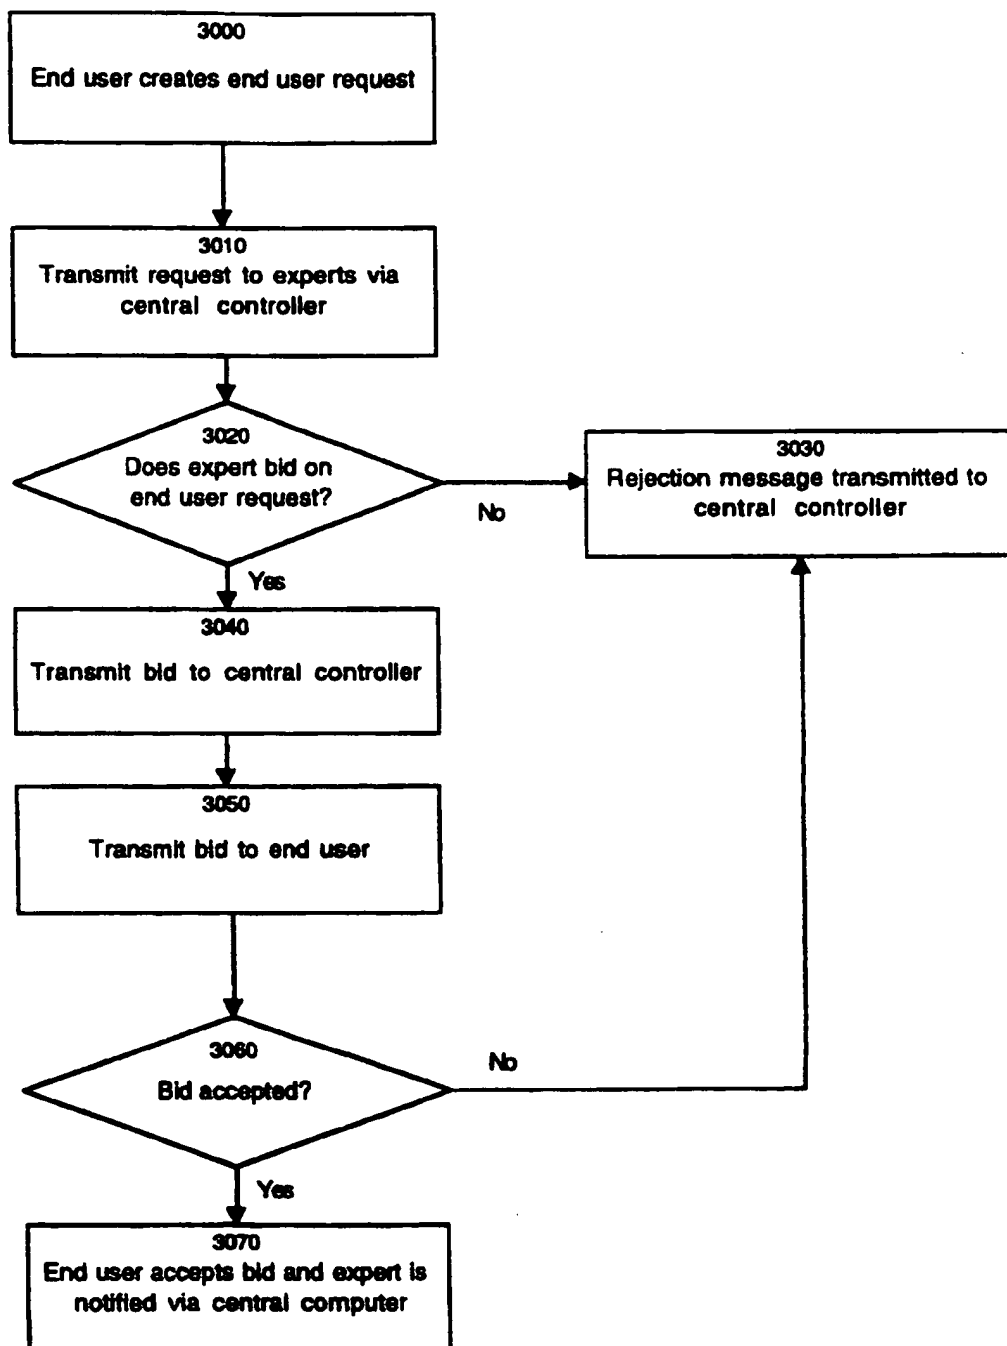 3000
End user creates end user request
3010
Transmit request to experts via
central controller
3020
Does expert bid on
end user request?
No
3030
Rejection message transmitted to
central controller
Yes
3040
Transmit bid to central controller
3050
Transmit bid to end user
3060
Bid accepted?
No
Yes
3070
End user accepts bid and expert is
notified via central computer